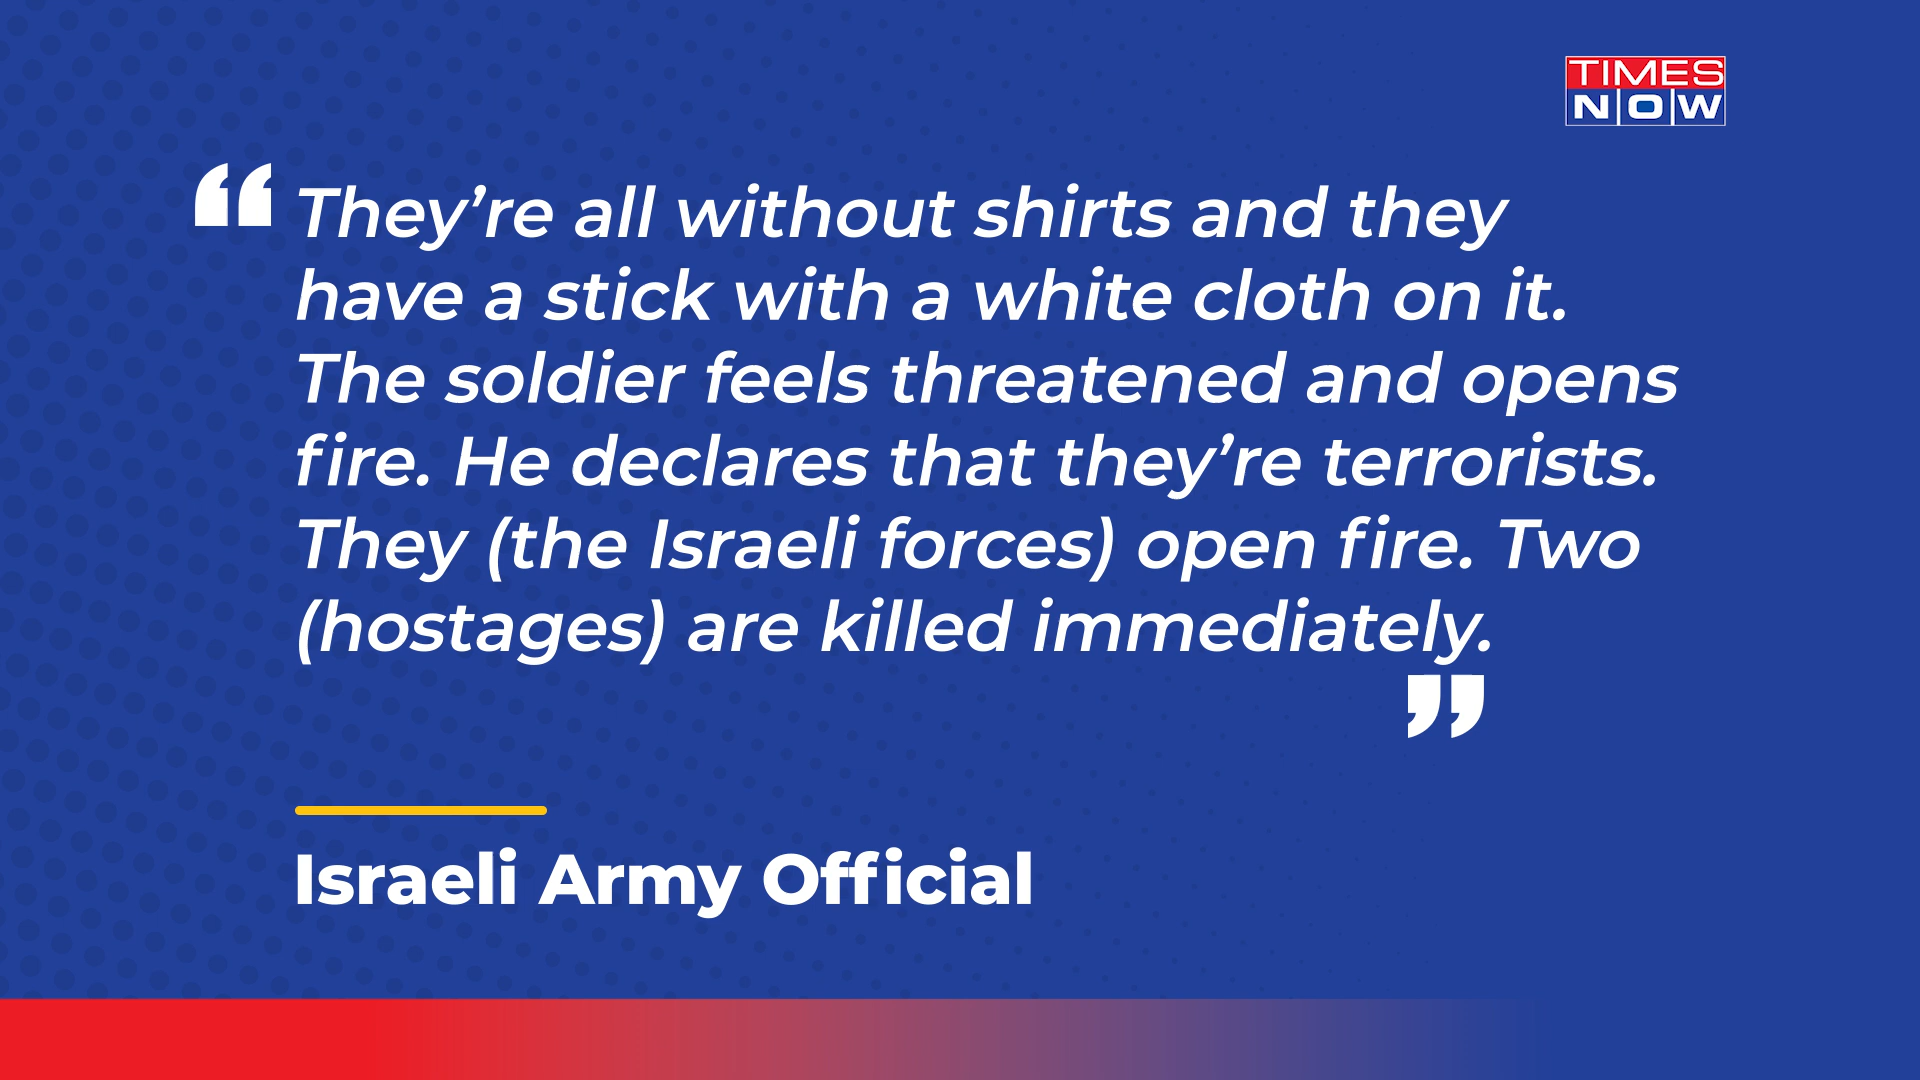 TIMES
NOW
“They’re all without shirts and they
have a stick with a white cloth on it.
The soldier feels threatened and opens
fire. He declares that they’re terrorists.
They (the Israeli forces) open fire. Two
(hostages) are killed immediately.
”
Israeli Army Official